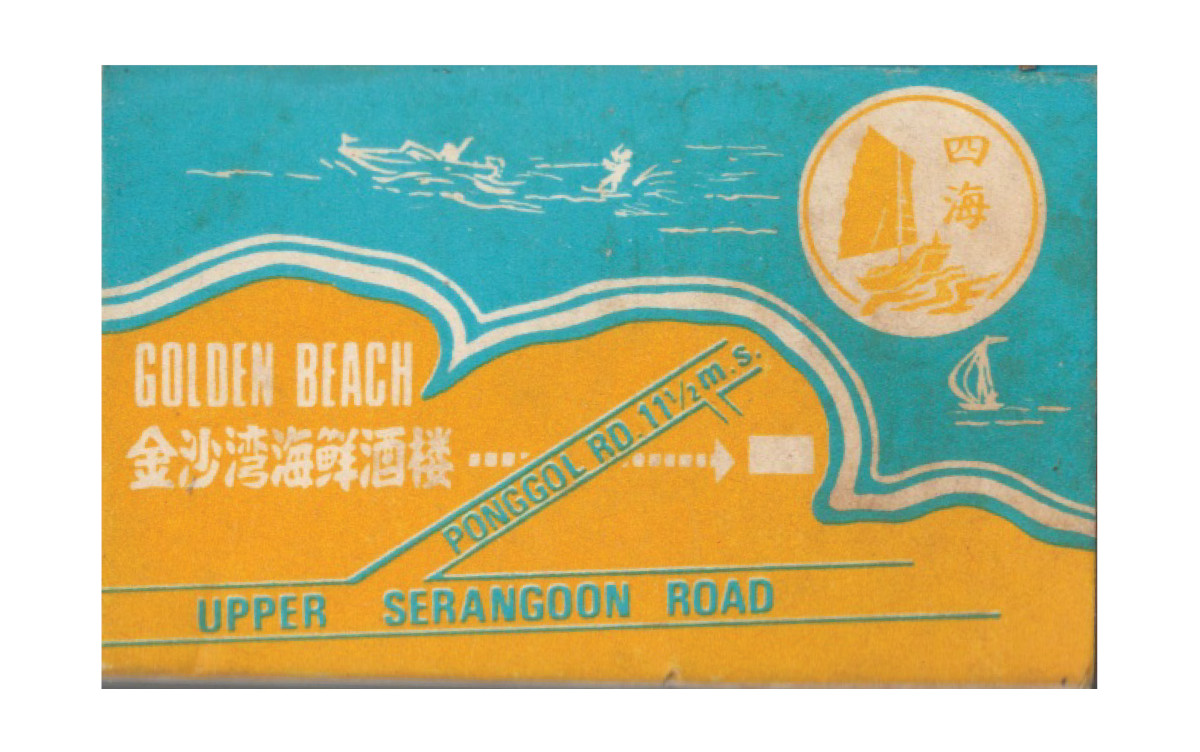 四
海
GOLDEN BEACH
金沙湾海鲜酒楼
PONGGOL RD. 11½ m.s.
UPPER SERANGOON ROAD